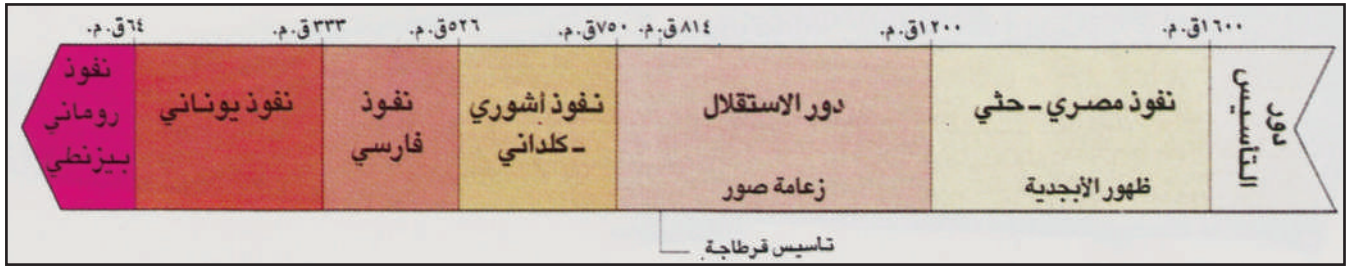 ١٦٠٠ق.م.
١٢٠٠ق.م.
٨١٤ق.م.
٧٥٠ق.م.
٥٢٦ق.م.
٣٣٣ق.م.
٦٤ق.م.
دور
التأسيس
نفوذ مصري - حثي
ظهور الأبجدية
دور الاستقلال
زعامة صور
نفوذ أشوري
- كلداني
نفوذ
فارسي
نفوذ يوناني
نفوذ
روماني
بيزنطي
تأسيس قرطاجة.